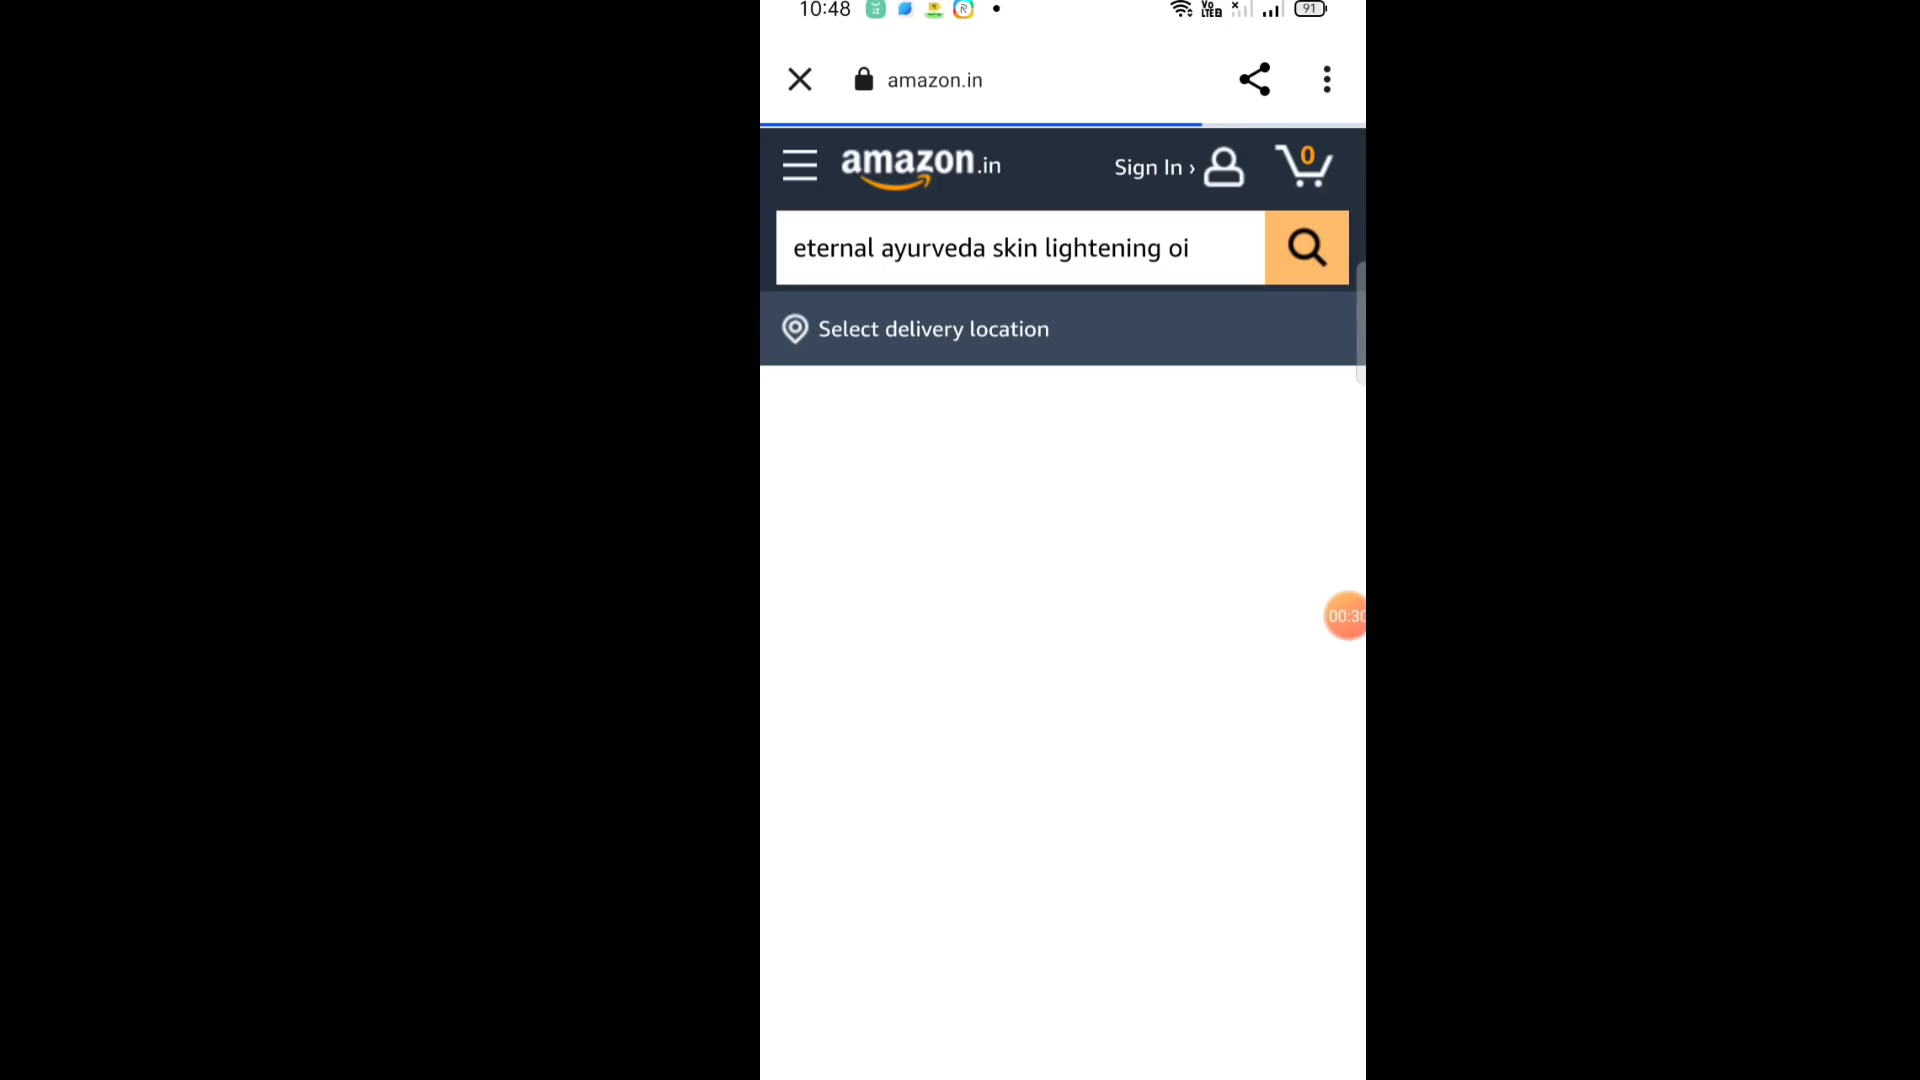 10:48
91
amazon.in
amazon.in
Sign In ›
0
eternal ayurveda skin lightening oi
Select delivery location
00:30